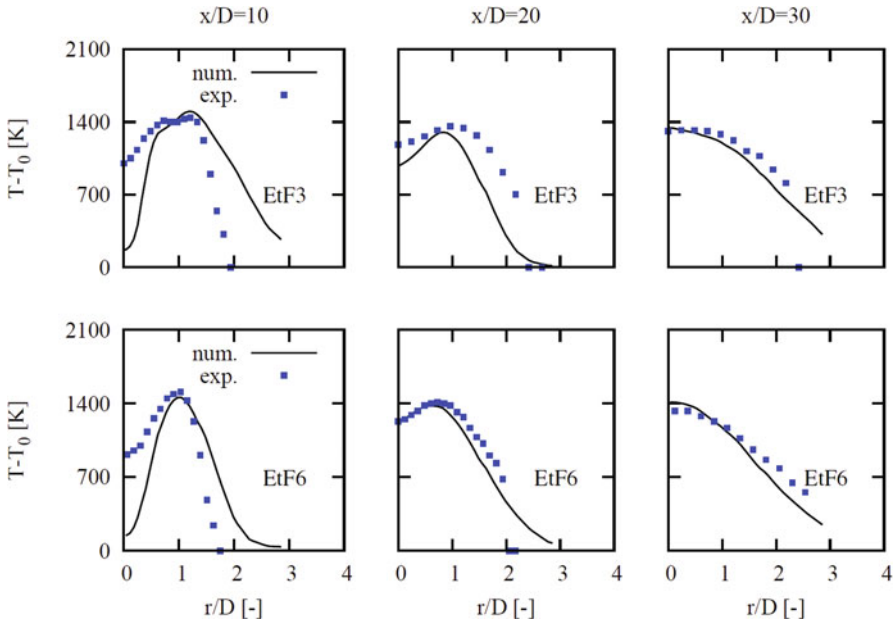 x/D=10 x/D=20 x/D=30
2100
1400
700
0
T-T0 [K]
num.
exp.
EtF3
EtF3
EtF3
2100
1400
700
0
T-T0 [K]
num.
exp.
EtF6
EtF6
EtF6
0 1 2 3 4 0 1 2 3 4 0 1 2 3 4
r/D [-] r/D [-] r/D [-]